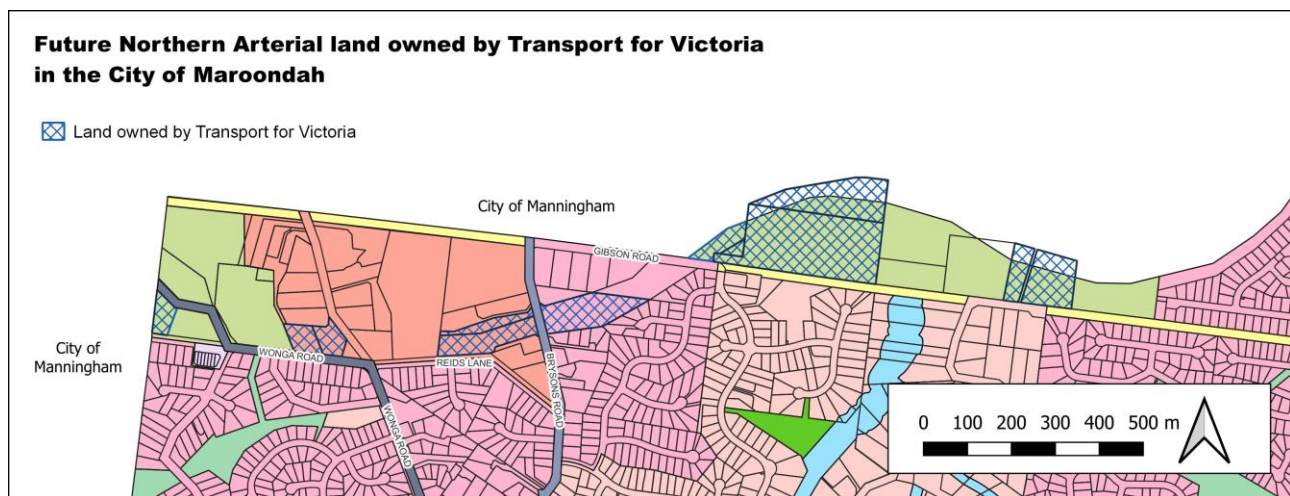 Future Northern Arterial land owned by Transport for Victoria
in the City of Maroondah
Land owned by Transport for Victoria
City of Manningham
GIBSON ROAD
City of
Manningham
WONGA ROAD
REIDS LANE
BRYSONS ROAD
WONGA ROAD
0 100 200 300 400 500 m